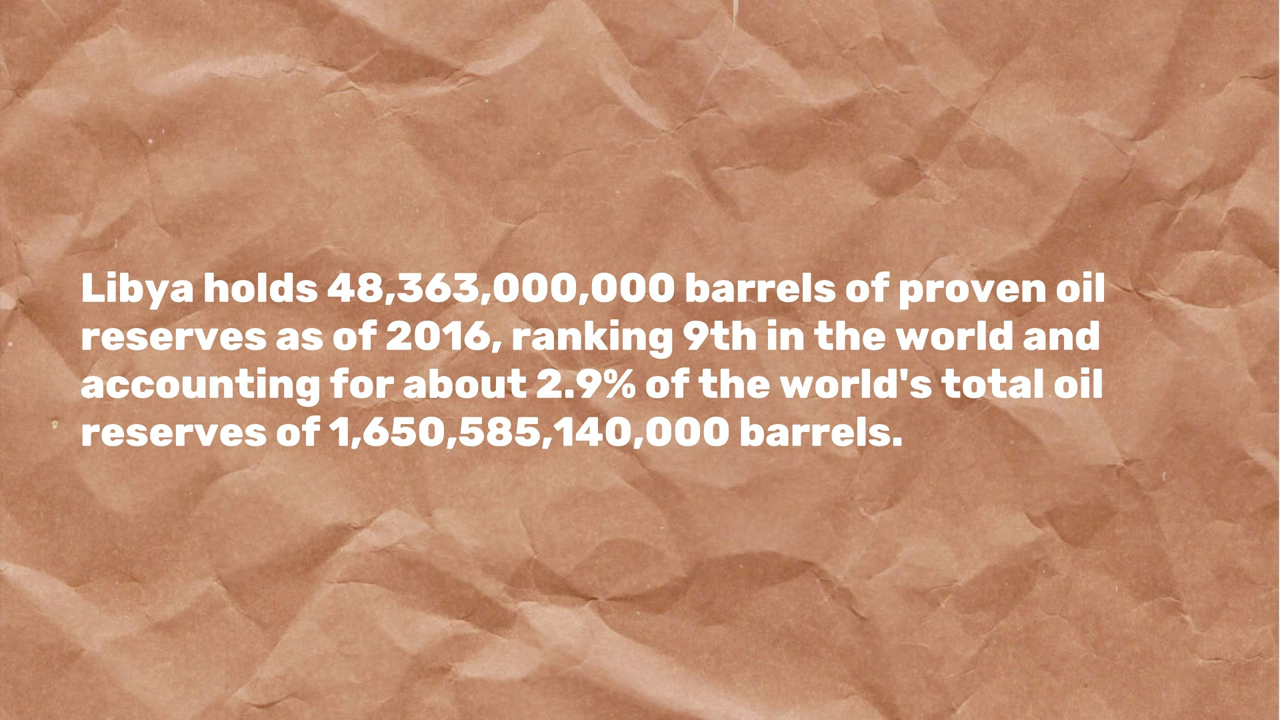 Libya holds 48,363,000,000 barrels of proven oil
reserves as of 2016, ranking 9th in the world and
accounting for about 2.9% of the world's total oil
reserves of 1,650,585,140,000 barrels.